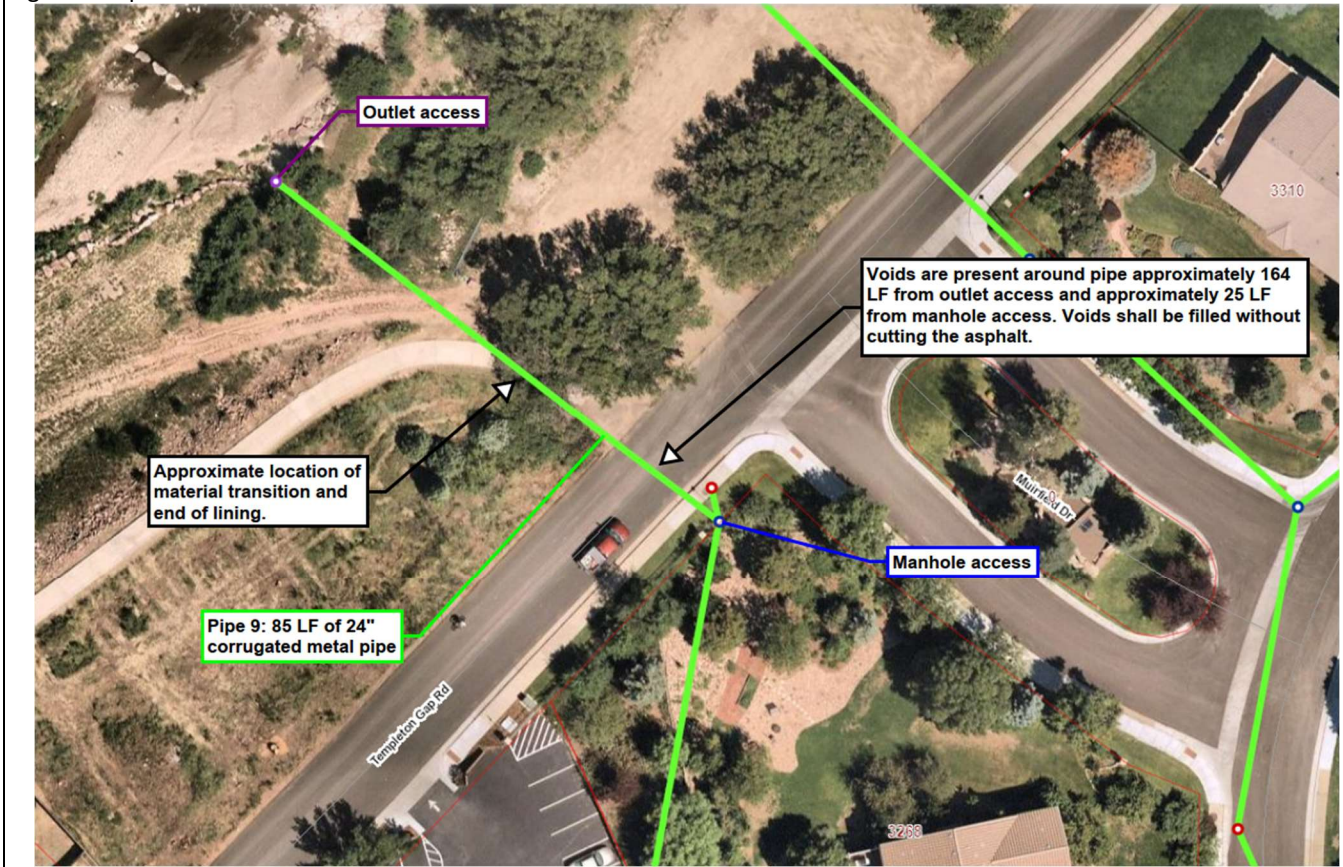 Outlet access
3310
Voids are present around pipe approximately 164
LF from outlet access and approximately 25 LF
from manhole access. Voids shall be filled without
cutting the asphalt.
Approximate location of
material transition and
end of lining.
Muirfield Dr
Manhole access
Pipe 9: 85 LF of 24"
corrugated metal pipe
Templeton Gap Rd
3268